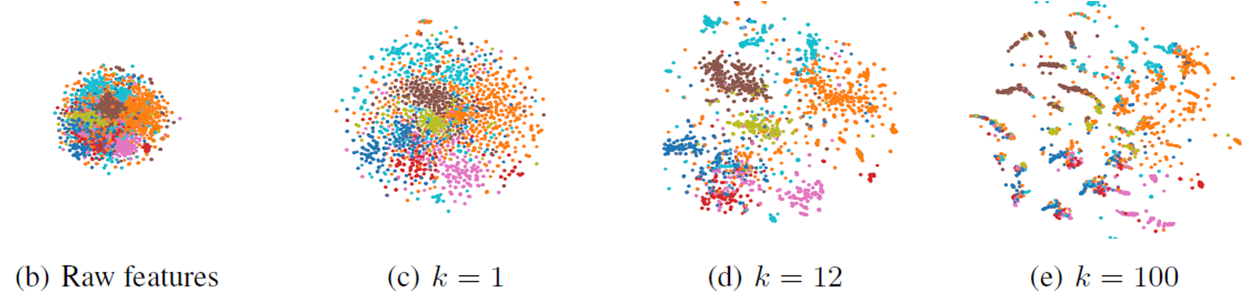 (b) Raw features
(c) k = 1
(d) k = 12
(e) k = 100